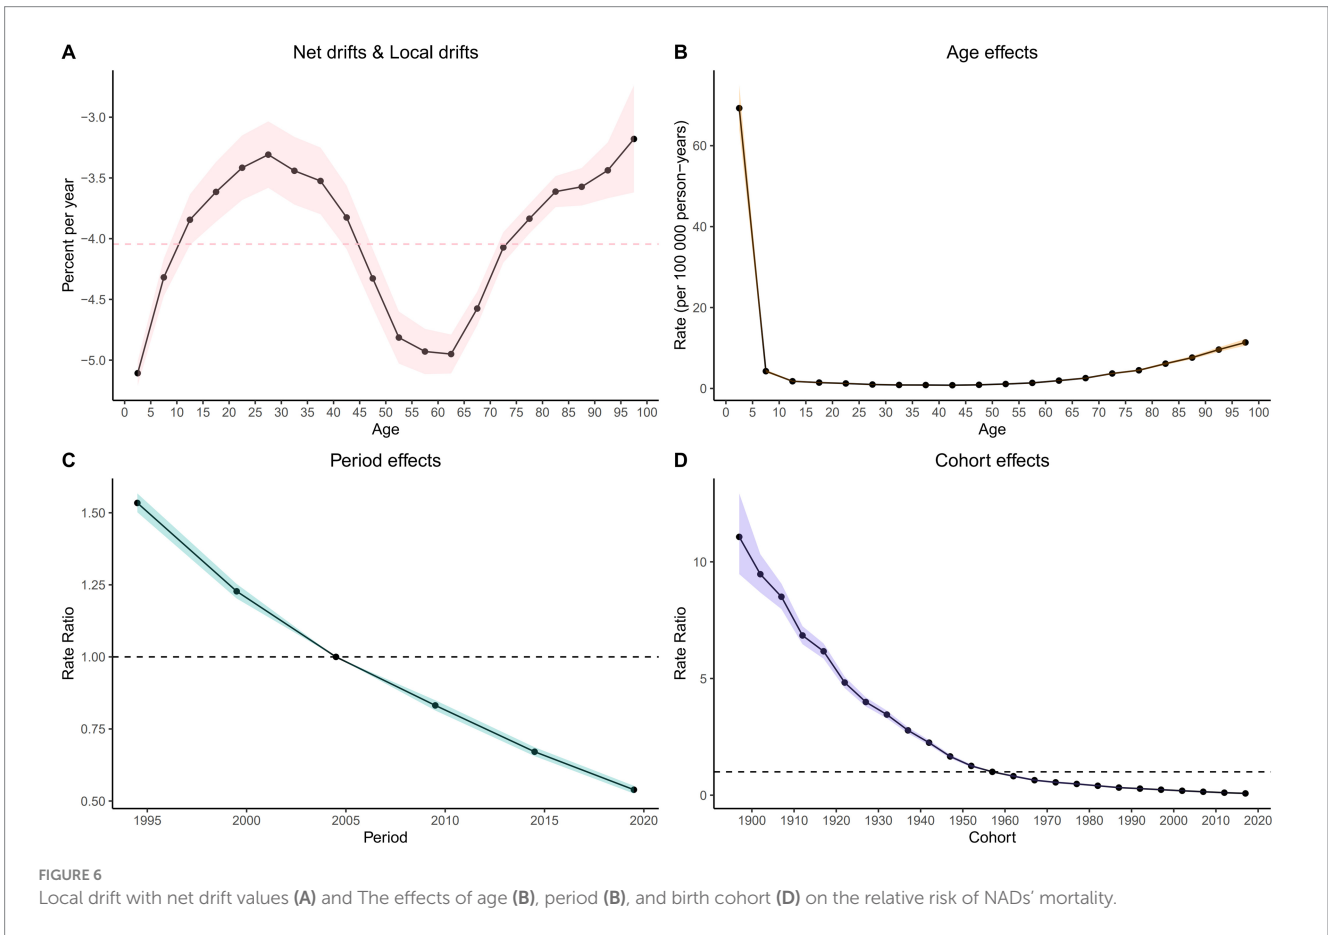 A
Net drifts & Local drifts
−3.0
−3.5
−4.0
−4.5
−5.0
Percent per year
0 5 10 15 20 25 30 35 40 45 50 55 60 65 70 75 80 85 90 95 100
Age
B
Age effects
60
40
20
0
Rate (per 100 000 person−years)
0 5 10 15 20 25 30 35 40 45 50 55 60 65 70 75 80 85 90 95 100
Age
C
Period effects
1.50
1.25
1.00
0.75
0.50
Rate Ratio
1995 2000 2005 2010 2015 2020
Period
D
Cohort effects
10
5
0
Rate Ratio
1900 1910 1920 1930 1940 1950 1960 1970 1980 1990 2000 2010 2020
Cohort
FIGURE 6
Local drift with net drift values (A) and The effects of age (B), period (B), and birth cohort (D) on the relative risk of NADs’ mortality.